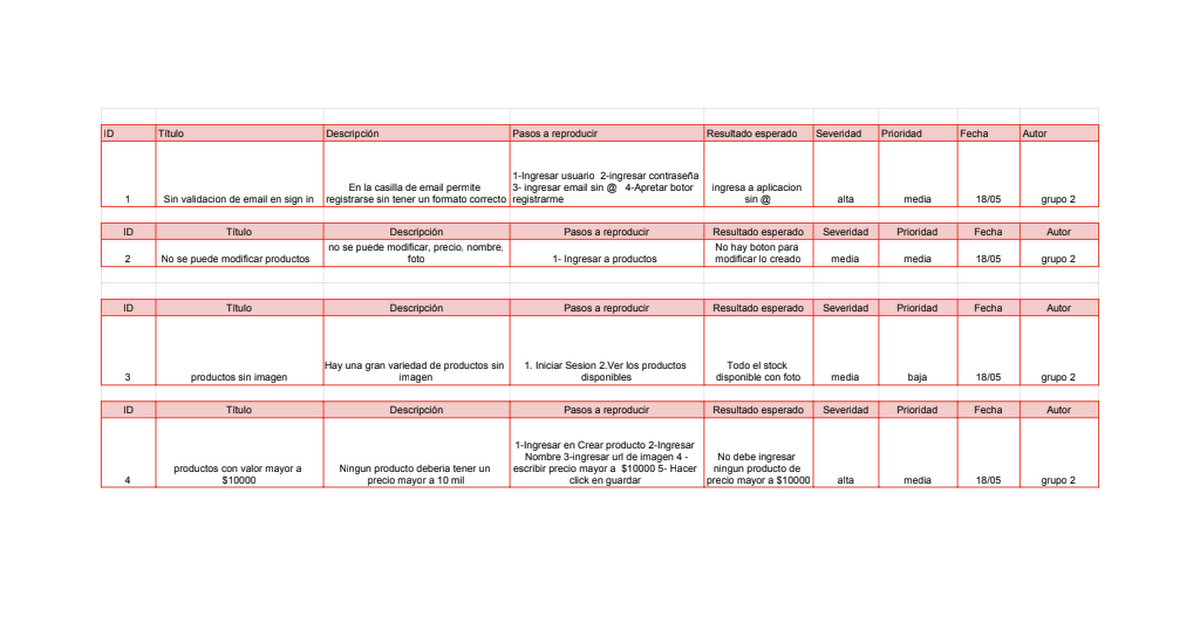 ID Título Descripción Pasos a reproducir Resultado esperado Severidad Prioridad Fecha Autor
1-Ingresar usuario 2-ingresar contraseña
En la casilla de email permite 3- ingresar email sin @ 4-Apretar botor ingresa a aplicacion
1 Sin validacion de email en sign in registrarse sin tener un formato correcto registrarme sin @ alta media 18/05 grupo 2
ID Título Descripción Pasos a reproducir Resultado esperado Severidad Prioridad Fecha Autor
no se puede modificar, precio, nombre, No hay boton para
2 No se puede modificar productos foto 1- Ingresar a productos modificar lo creado media media 18/05 grupo 2
ID Título Descripción Pasos a reproducir Resultado esperado Severidad Prioridad Fecha Autor
Hay una gran variedad de productos sin 1. Iniciar Sesion 2.Ver los productos Todo el stock
3 productos sin imagen imagen disponibles disponible con foto media baja 18/05 grupo 2
ID Título Descripción Pasos a reproducir Resultado esperado Severidad Prioridad Fecha Autor
1-Ingresar en Crear producto 2-Ingresar
Nombre 3-ingresar url de imagen 4 - No debe ingresar
productos con valor mayor a Ningun producto deberia tener un escribir precio mayor a $10000 5- Hacer ningun producto de
4 $10000 precio mayor a 10 mil click en guardar precio mayor a $10000 alta media 18/05 grupo 2